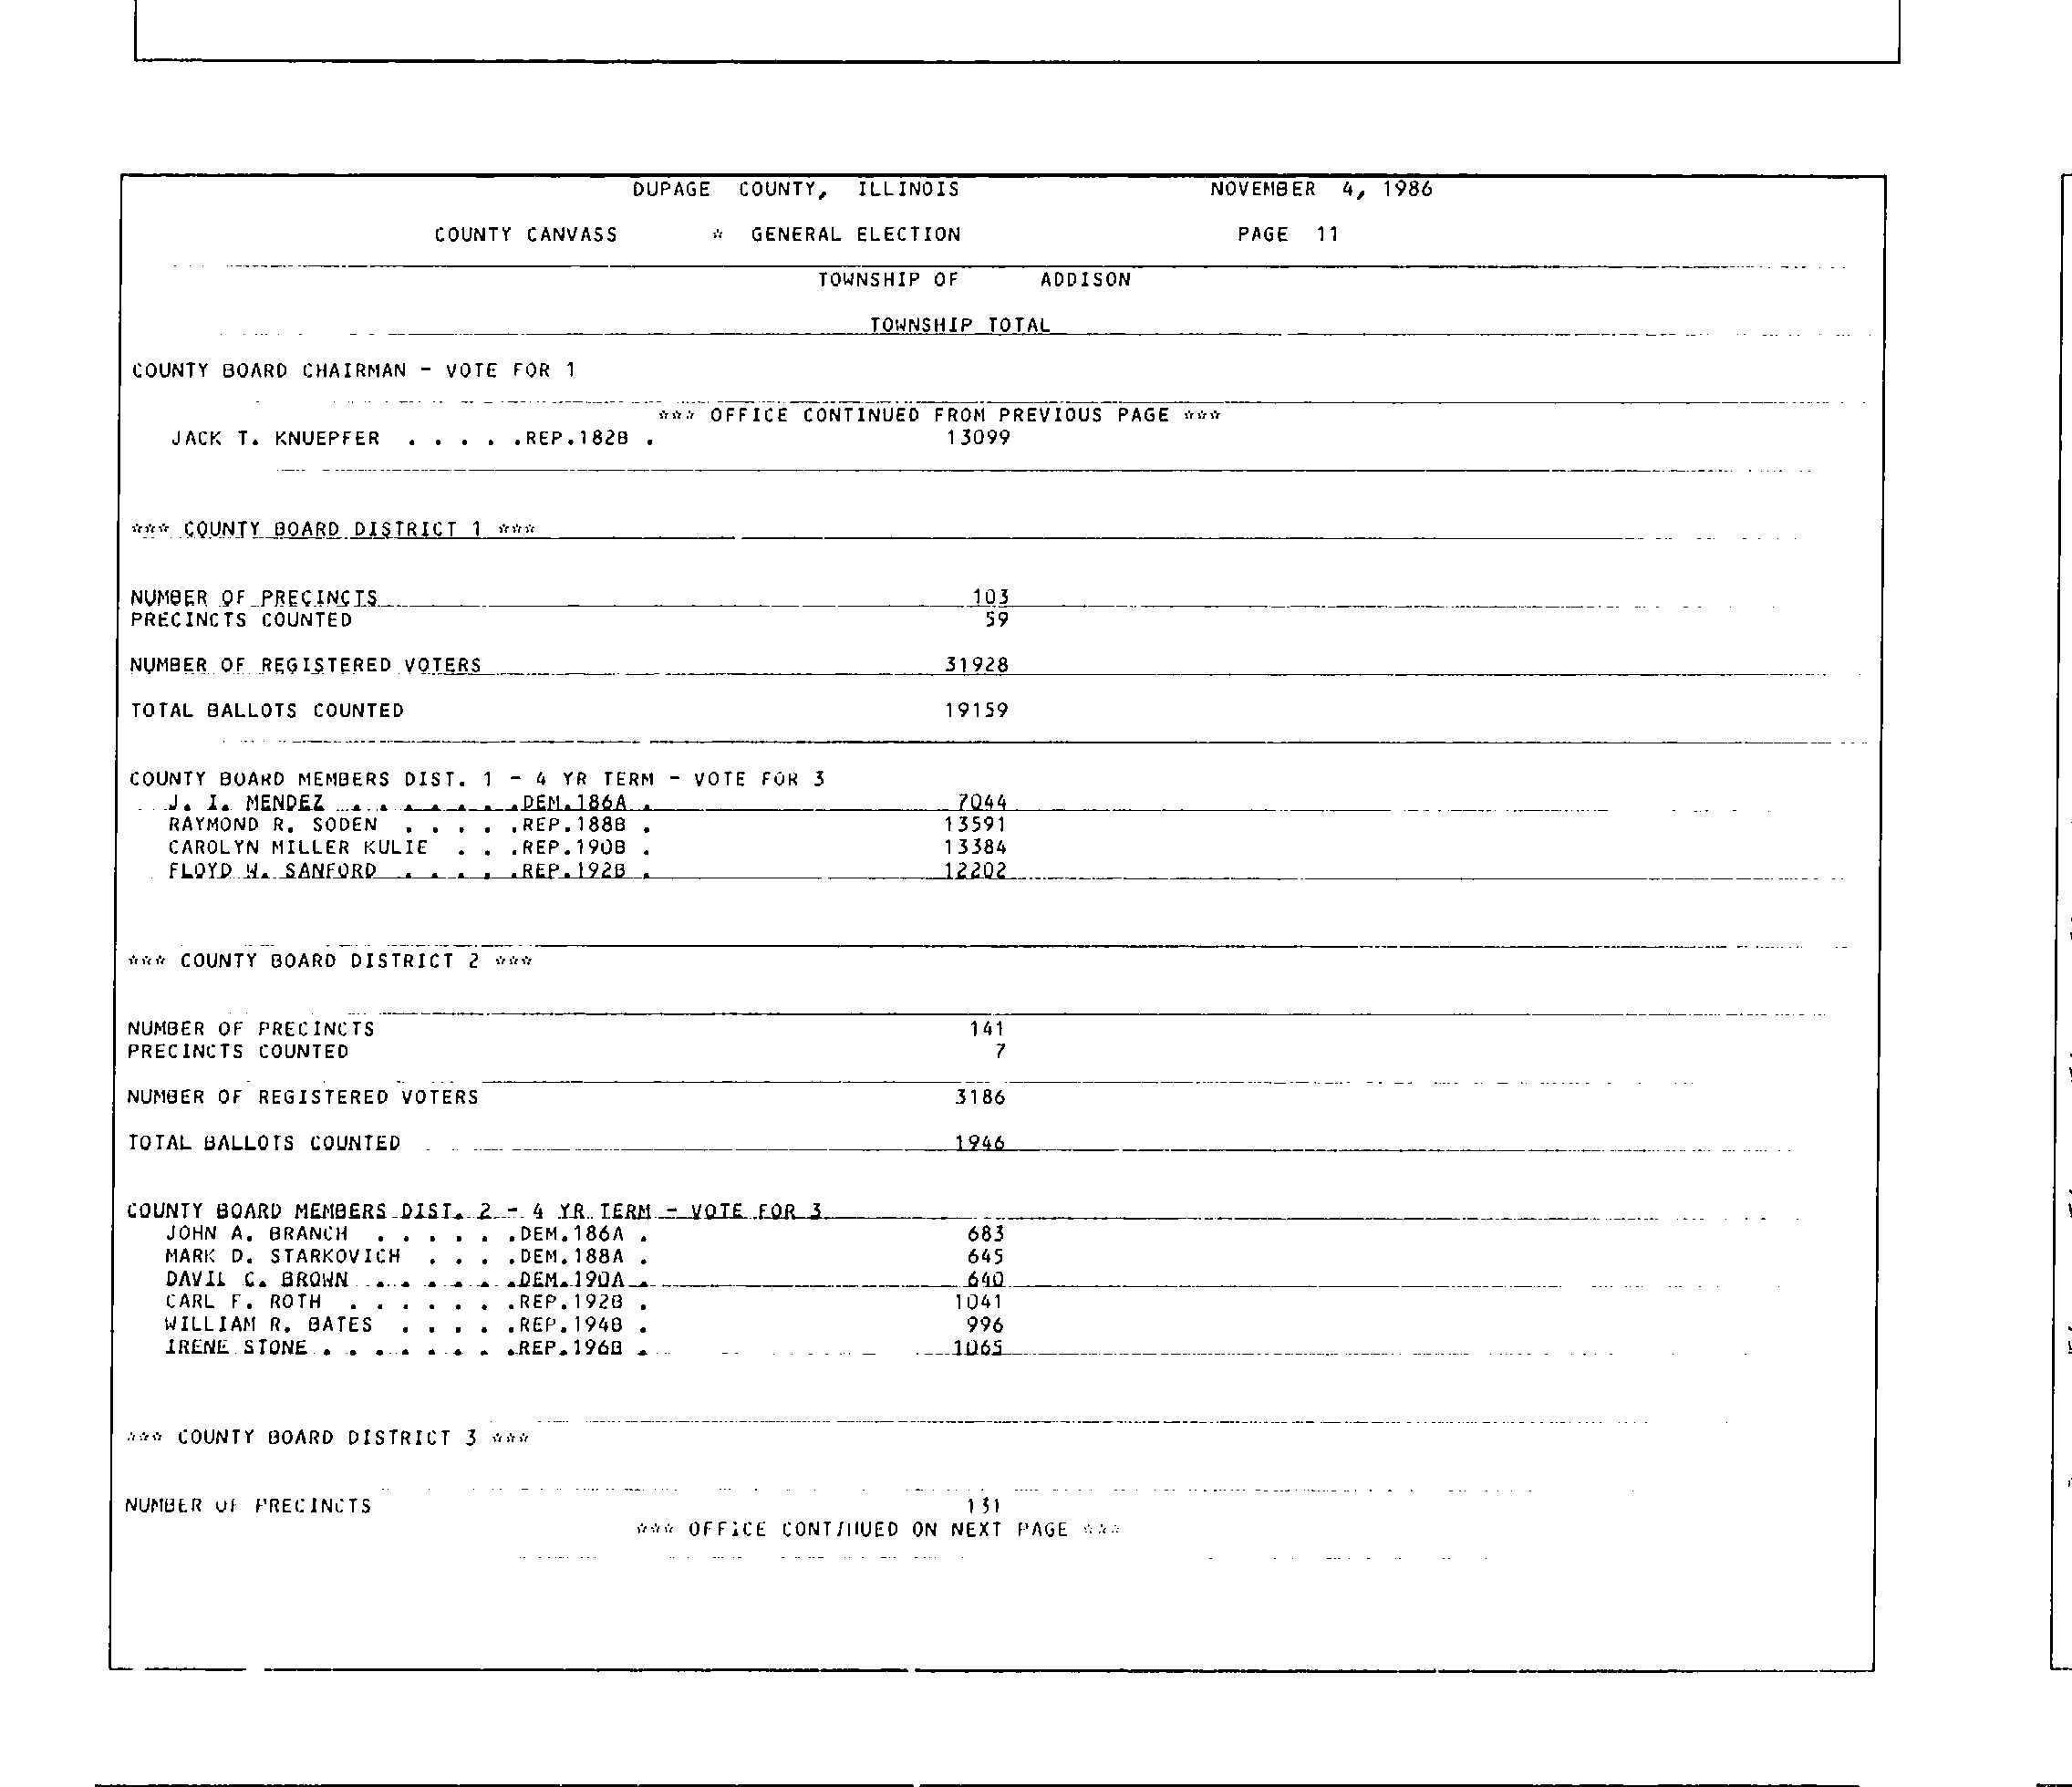 DUPAGE COUNTY, ILLINOIS NOVEMBER 4, 1986
COUNTY CANVASS * GENERAL ELECTION PAGE 11
TOWNSHIP OF ADDISON
TOWNSHIP TOTAL
COUNTY BOARD CHAIRMAN - VOTE FOR 1
*** OFFICE CONTINUED FROM PREVIOUS PAGE ***
JACK T. KNUEPFER . . . . .REP.182B . 13099
*** COUNTY BOARD DISTRICT 1 ***
NUMBER OF PRECINCTS 103
PRECINCTS COUNTED 59
NUMBER OF REGISTERED VOTERS 31928
TOTAL BALLOTS COUNTED 19159
COUNTY BOARD MEMBERS DIST. 1 - 4 YR TERM - VOTE FOR 3
J. I. MENDEZ . . . . . . .DEM.186A . 7044
RAYMOND R. SODEN . . . . .REP.188B . 13591
CAROLYN MILLER KULIE . . .REP.190B . 13384
FLOYD W. SANFORD . . . . .REP.192B . 12202
*** COUNTY BOARD DISTRICT 2 ***
NUMBER OF PRECINCTS 141
PRECINCTS COUNTED 7
NUMBER OF REGISTERED VOTERS 3186
TOTAL BALLOTS COUNTED 1946
COUNTY BOARD MEMBERS DIST. 2 - 4 YR TERM - VOTE FOR 3
JOHN A. BRANCH . . . . . .DEM.186A . 683
MARK D. STARKOVICH . . . .DEM.188A . 645
DAVIL C. BROWN . . . . . .DEM.190A . 640
CARL F. ROTH . . . . . . .REP.192B . 1041
WILLIAM R. BATES . . . . .REP.194B . 996
IRENE STONE . . . . . . . .REP.196B . 1065
*** COUNTY BOARD DISTRICT 3 ***
NUMBER OF PRECINCTS 131
*** OFFICE CONTINUED ON NEXT PAGE ***